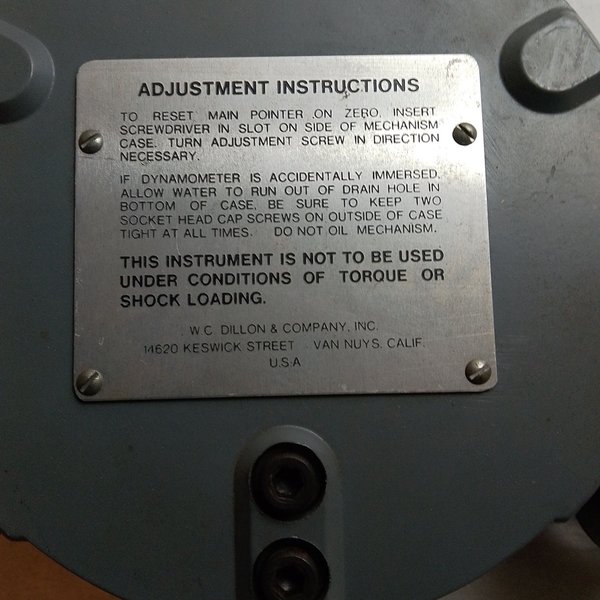 ADJUSTMENT INSTRUCTIONS
TO RESET MAIN POINTER ON ZERO, INSERT
SCREWDRIVER IN SLOT ON SIDE OF MECHANISM
CASE. TURN ADJUSTMENT SCREW IN DIRECTION
NECESSARY.
IF DYNAMOMETER IS ACCIDENTALLY IMMERSED,
ALLOW WATER TO RUN OUT OF DRAIN HOLE IN
BOTTOM OF CASE. BE SURE TO KEEP TWO
SOCKET HEAD CAP SCREWS ON OUTSIDE OF CASE
TIGHT AT ALL TIMES. DO NOT OIL MECHANISM.
THIS INSTRUMENT IS NOT TO BE USED
UNDER CONDITIONS OF TORQUE OR
SHOCK LOADING.
W.C. DILLON & COMPANY, INC.
14620 KESWICK STREET VAN NUYS, CALIF.
U.S.A